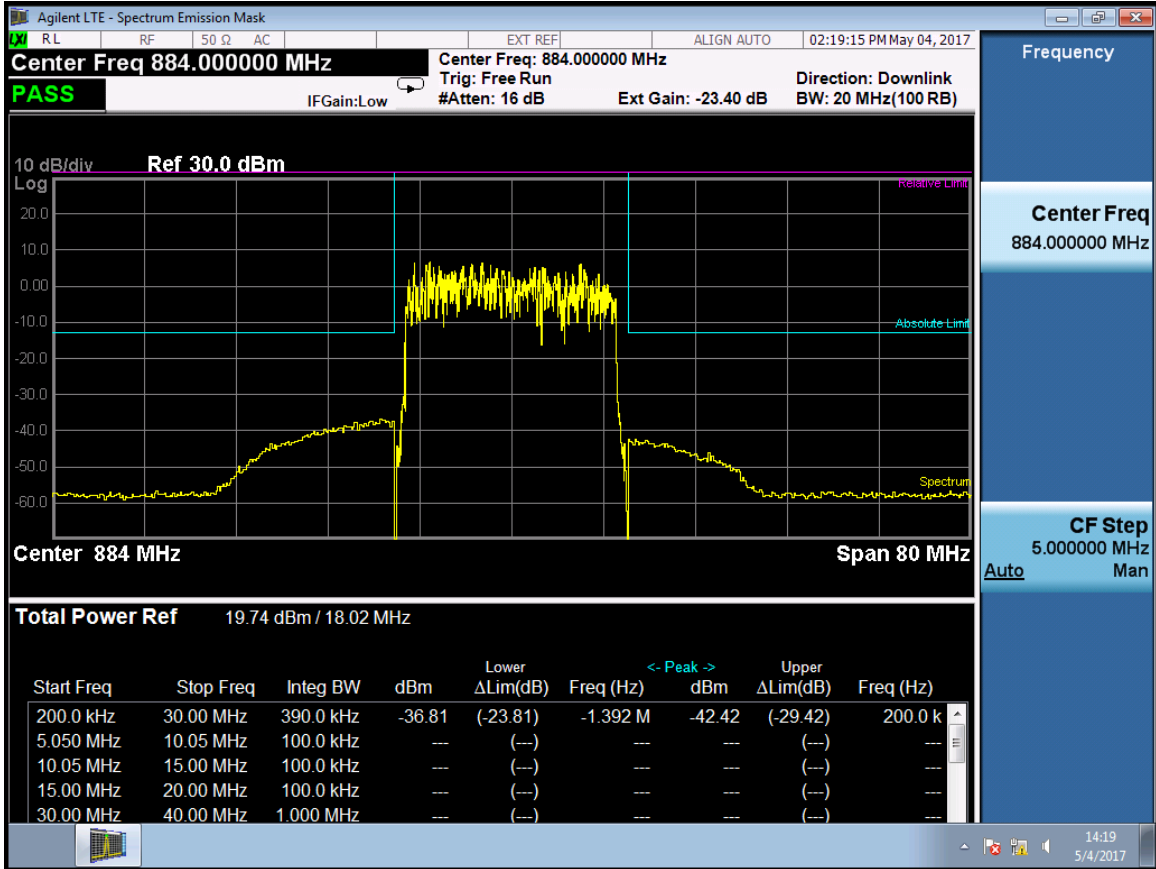 Agilent LTE - Spectrum Emission Mask
LXI RL RF 50 Ω AC EXT REF ALIGN AUTO 02:19:15 PM May 04, 2017
Center Freq 884.000000 MHz
Center Freq: 884.000000 MHz
Trig: Free Run Direction: Downlink
PASS IFGain:Low #Atten: 16 dB Ext Gain: -23.40 dB BW: 20 MHz(100 RB)
Frequency
10 dB/div Ref 30.0 dBm
Log
Relative Limit
20.0
10.0
0.00
-10.0
Absolute Limit
-20.0
-30.0
-40.0
-50.0
Spectrum
-60.0
Center 884 MHz Span 80 MHz
Center Freq
884.000000 MHz
CF Step
5.000000 MHz
Auto Man
Total Power Ref 19.74 dBm / 18.02 MHz
Lower <- Peak -> Upper
Start Freq Stop Freq Integ BW dBm ΔLim(dB) Freq (Hz) dBm ΔLim(dB) Freq (Hz)
200.0 kHz 30.00 MHz 390.0 kHz -36.81 (-23.81) -1.392 M -42.42 (-29.42) 200.0 k
5.050 MHz 10.05 MHz 100.0 kHz --- (---) --- --- (---) ---
10.05 MHz 15.00 MHz 100.0 kHz --- (---) --- --- (---) ---
15.00 MHz 20.00 MHz 100.0 kHz --- (---) --- --- (---) ---
30.00 MHz 40.00 MHz 1.000 MHz --- (---) --- --- (---) ---
14:19
5/4/2017